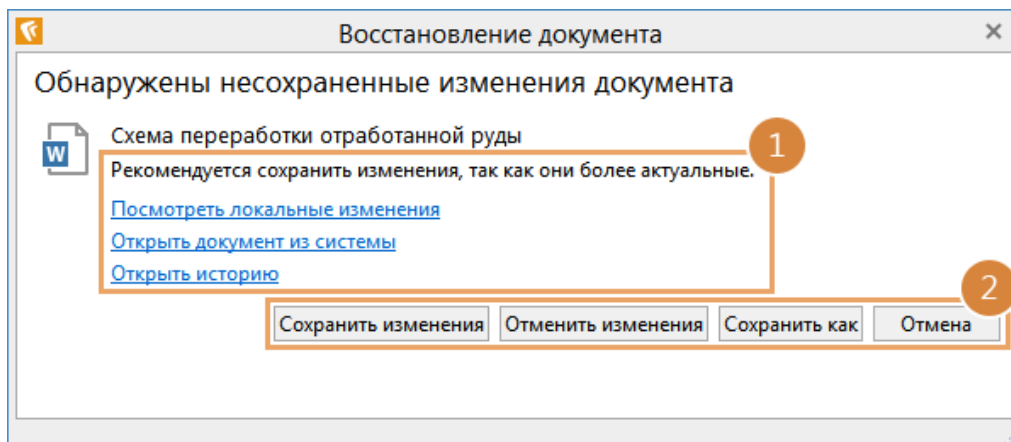 Восстановление документа
Обнаружены несохраненные изменения документа
W
Схема переработки отработанной руды
1
Рекомендуется сохранить изменения, так как они более актуальные.
Посмотреть локальные изменения
Открыть документ из системы
Открыть историю
2
Сохранить изменения Отменить изменения Сохранить как Отмена